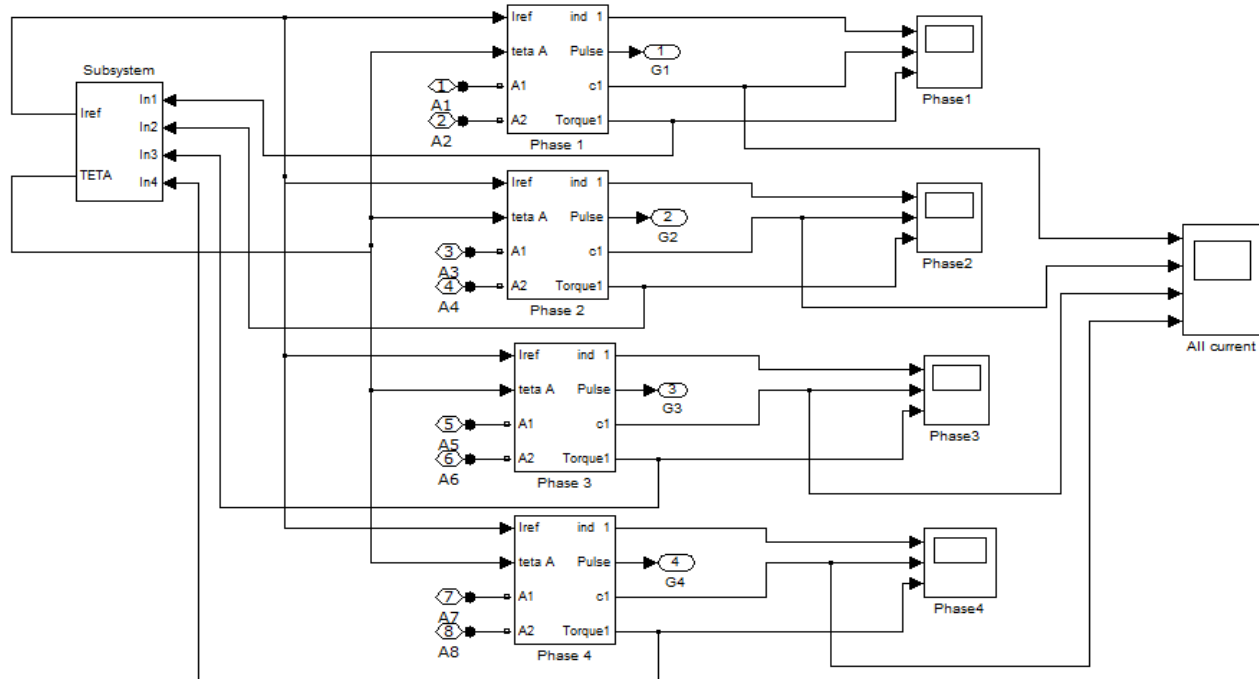 Subsystem
Iref
TETA
In1
In2
In3
In4
Iref
teta A
A1
A2
ind 1
Pulse
c1
Torque1
Phase 1
1
A1
2
A2
1
G1
Phase1
Iref
teta A
A1
A2
ind 1
Pulse
c1
Torque1
Phase 2
3
A3
4
A4
2
G2
Phase2
All current
Iref
teta A
A1
A2
ind 1
Pulse
c1
Torque1
Phase 3
5
A5
6
A6
3
G3
Phase3
Iref
teta A
A1
A2
ind 1
Pulse
c1
Torque1
Phase 4
7
A7
8
A8
4
G4
Phase4